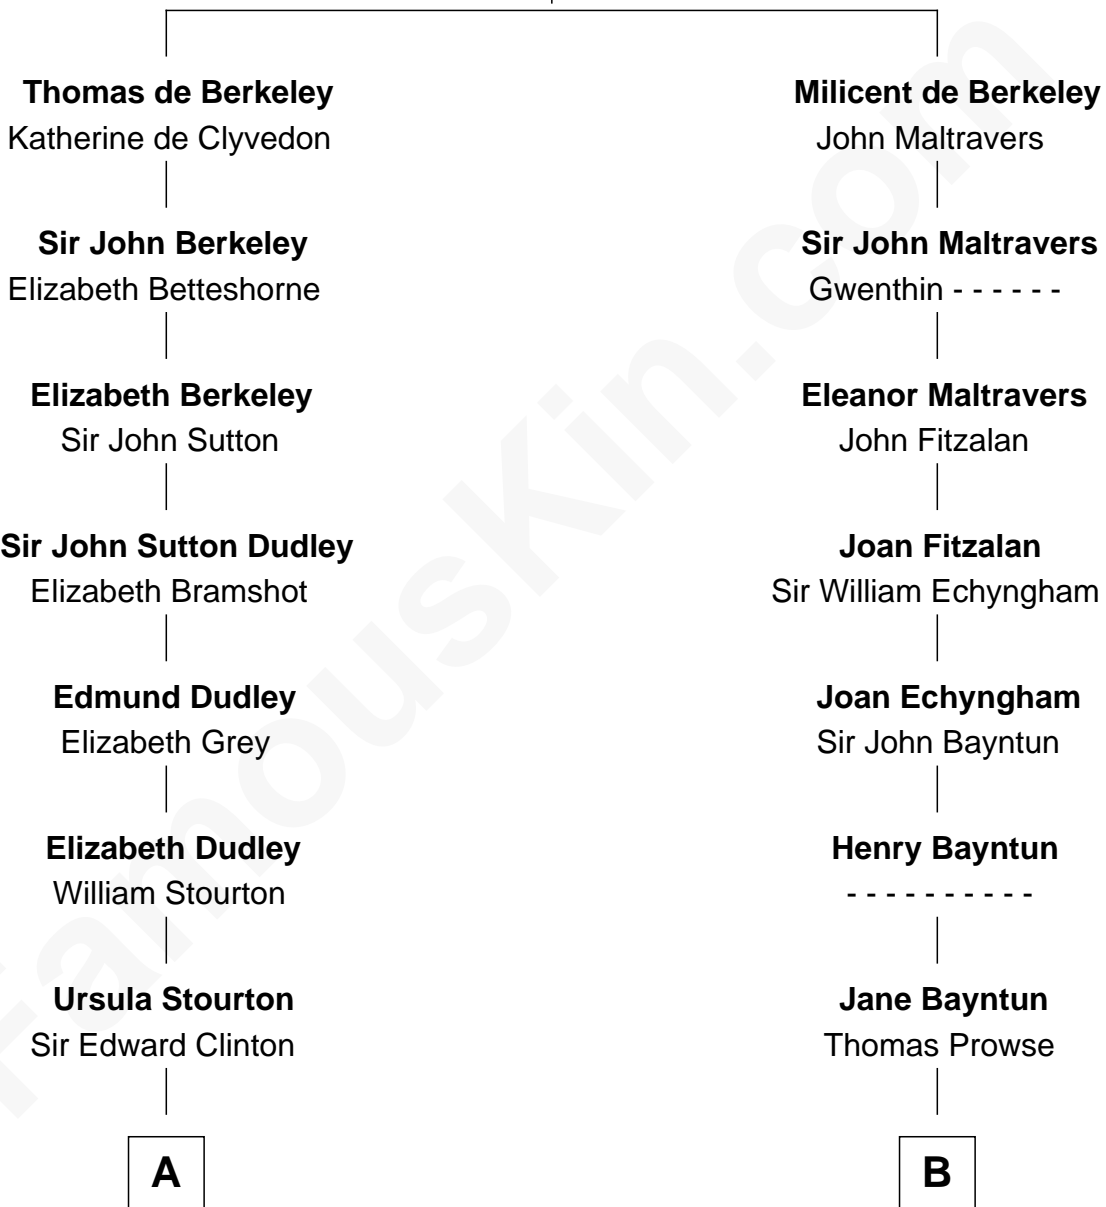 Thomas de Berkeley
Katherine de Clyvedon
Sir John Berkeley
Elizabeth Betteshorne
Elizabeth Berkeley
Sir John Sutton
Sir John Sutton Dudley
Elizabeth Bramshot
Edmund Dudley
Elizabeth Grey
Elizabeth Dudley
William Stourton
Ursula Stourton
Sir Edward Clinton
A
Milicent de Berkeley
John Maltravers
Sir John Maltravers
Gwenthin - - - - - -
Eleanor Maltravers
John Fitzalan
Joan Fitzalan
Sir William Echyngham
Joan Echyngham
Sir John Bayntun
Henry Bayntun
- - - - - - - - - -
Jane Bayntun
Thomas Prowse
B
FamousKin.com